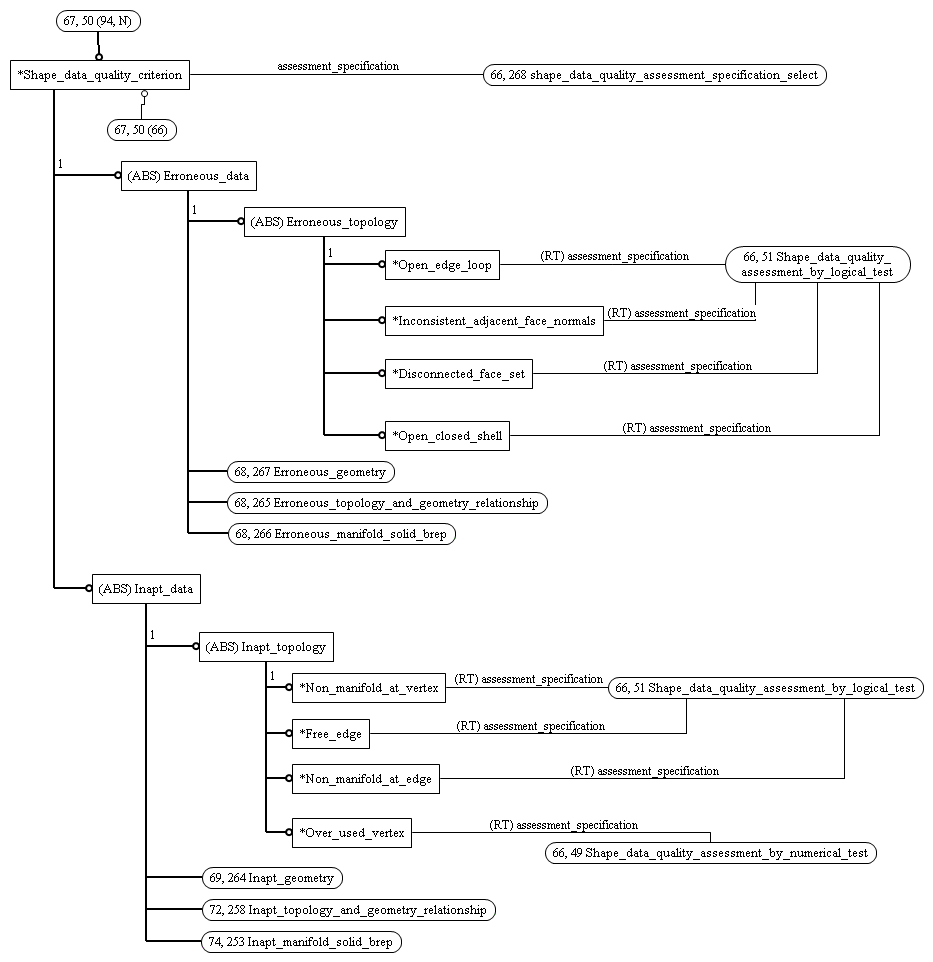 67, 50 (94, N)
*Shape_data_quality_criterion
assessment_specification
66, 268 shape_data_quality_assessment_specification_select
67, 50 (66)
1
(ABS) Erroneous_data
1
(ABS) Erroneous_topology
1
*Open_edge_loop
(RT) assessment_specification
66, 51 Shape_data_quality_
assessment_by_logical_test
*Inconsistent_adjacent_face_normals
(RT) assessment_specification
*Disconnected_face_set
(RT) assessment_specification
*Open_closed_shell
(RT) assessment_specification
68, 267 Erroneous_geometry
68, 265 Erroneous_topology_and_geometry_relationship
68, 266 Erroneous_manifold_solid_brep
(ABS) Inapt_data
1
(ABS) Inapt_topology
1
*Non_manifold_at_vertex
(RT) assessment_specification
66, 51 Shape_data_quality_assessment_by_logical_test
*Free_edge
(RT) assessment_specification
*Non_manifold_at_edge
(RT) assessment_specification
*Over_used_vertex
(RT) assessment_specification
66, 49 Shape_data_quality_assessment_by_numerical_test
69, 264 Inapt_geometry
72, 258 Inapt_topology_and_geometry_relationship
74, 253 Inapt_manifold_solid_brep